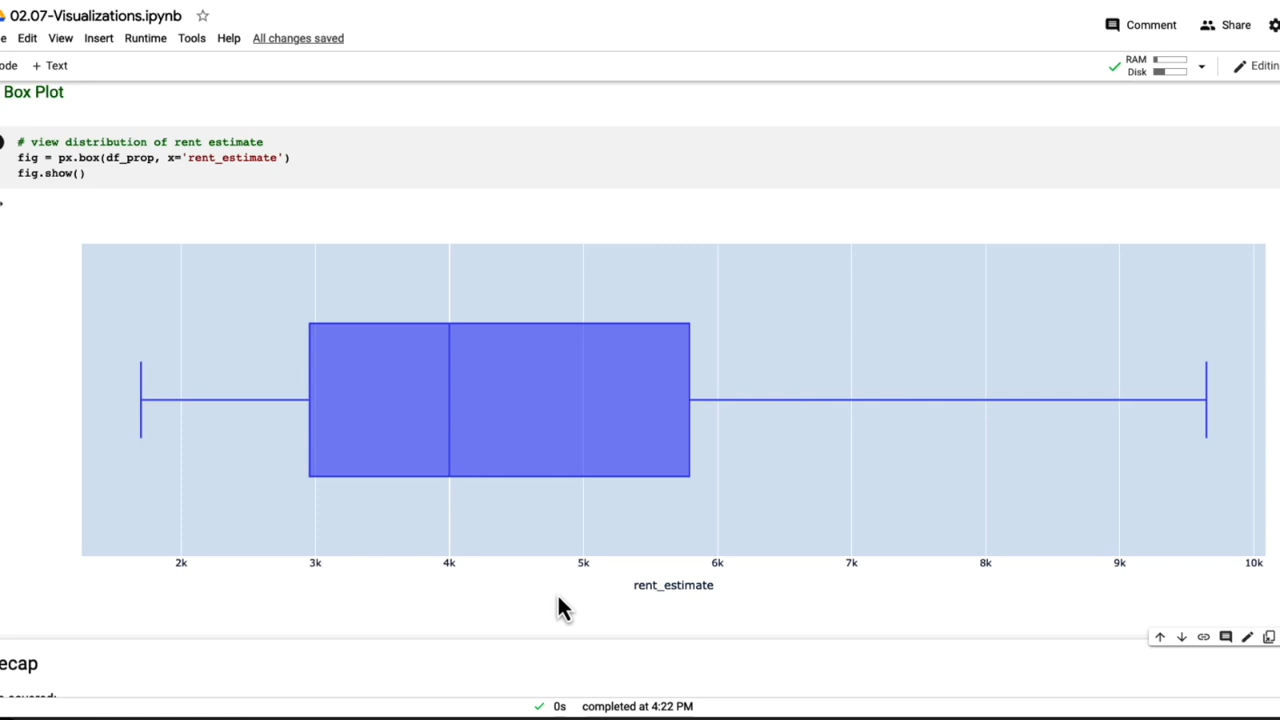 02.07-Visualizations.ipynb
Comment Share
e Edit View Insert Runtime Tools Help All changes saved
ode + Text
RAM
Disk
Editin
Box Plot
# view distribution of rent estimate
fig = px.box(df_prop, x='rent_estimate')
fig.show()
2k 3k 4k 5k 6k 7k 8k 9k 10k
rent_estimate
ecap
0s completed at 4:22 PM